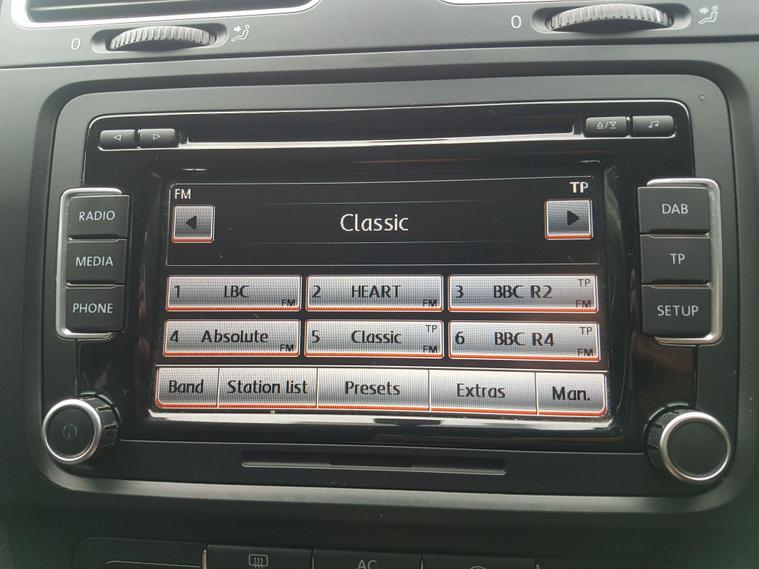 0 0
FM TP
Classic
RADIO DAB
MEDIA TP
PHONE SETUP
1 LBC FM 2 HEART FM 3 BBC R2 TP FM
4 Absolute FM 5 Classic TP FM 6 BBC R4 TP FM
Band Station list Presets Extras Man.
AC